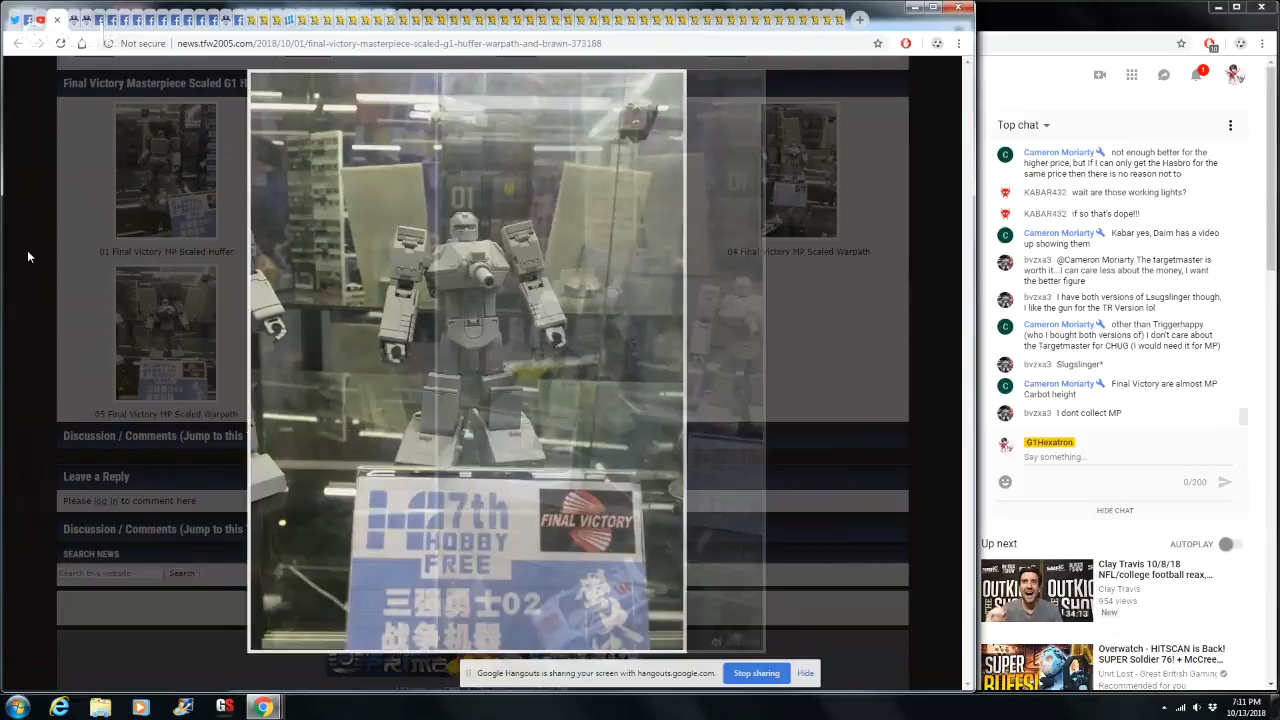 Not secure
news.tfw2005.com/2018/10/01/final-victory-masterpiece-scaled-g1-huffer-warpath-and-brawn-373188
Final Victory Masterpiece Scaled G1 H
01 Final Victory MP Scaled Huffer
04 Final Victory MP Scaled Warpath
05 Final Victory MP Scaled Warpath
Discussion / Comments (Jump to this
Leave a Reply
Please log in to comment here
Discussion / Comments (Jump to this
SEARCH NEWS
Search this website
Search
01
7th
HOBBY
FREE
FINAL VICTORY
02
Google Hangouts is sharing your screen with hangouts.google.com.
Stop sharing
Hide
10
1
Top chat
Cameron Moriarty not enough better for the
higher price, but if I can only get the Hasbro for the
same price then there is no reason not to
KABAR432 wait are those working lights?
KABAR432 if so that's dope!!!
Cameron Moriarty Kabar yes, Daim has a video
up showing them
bvzxa3 @Cameron Moriarty The targetmaster is
worth it...I can care less about the money, I want
the better figure
bvzxa3 I have both versions of Lsugslinger though,
I like the gun for the TR Version lol
Cameron Moriarty other than Triggerhappy
(who I bought both versions of) I don't care about
the Targetmaster for CHUG (I would need it for MP)
bvzxa3 Slugslinger*
Cameron Moriarty Final Victory are almost MP
Carbot height
bvzxa3 I dont collect MP
G1Hexatron
Say something...
0/200
HIDE CHAT
Up next
AUTOPLAY
Clay Travis 10/8/18
NFL/college football reax,...
Clay Travis
954 views
New
34:13
Overwatch - HITSCAN is Back!
SUPER Soldier 76! + McCree...
Unit Lost - Great British Gaming
Recommended for you
SUPER
7:11 PM
10/13/2018